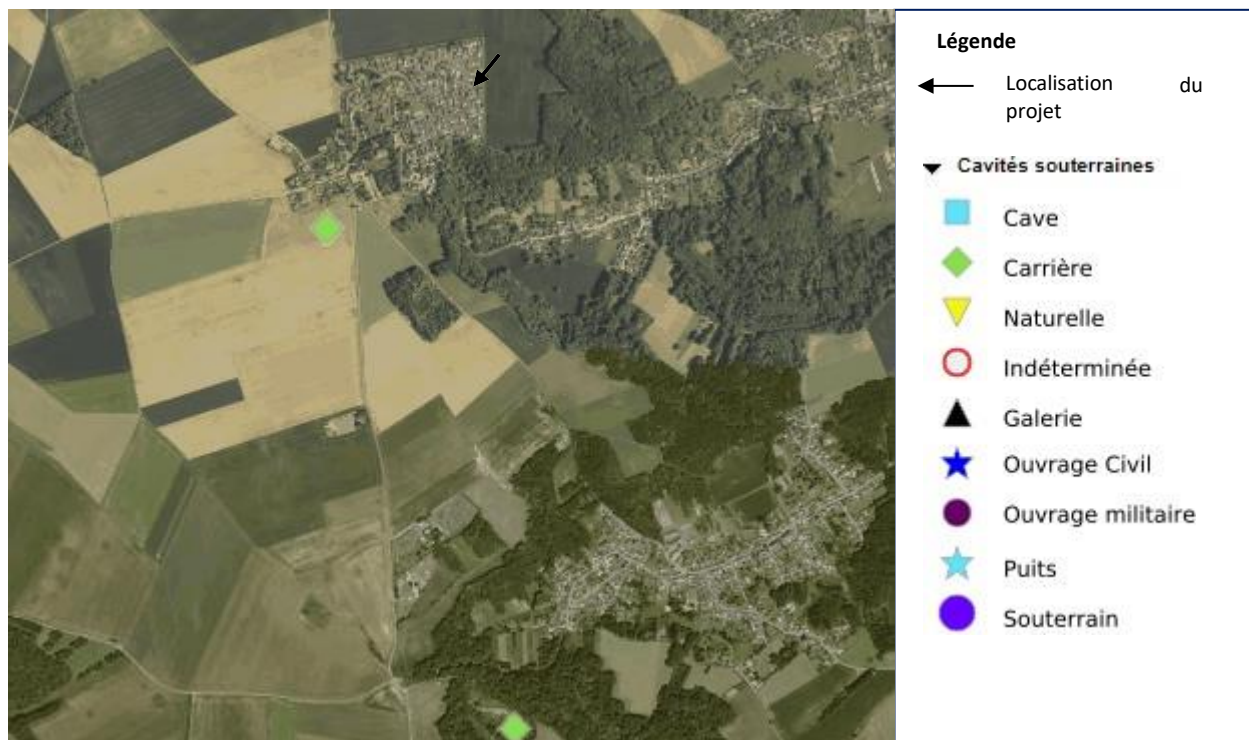 Légende
Localisation du
projet
Cavités souterraines
Cave
Carrière
Naturelle
Indéterminée
Galerie
Ouvrage Civil
Ouvrage militaire
Puits
Souterrain